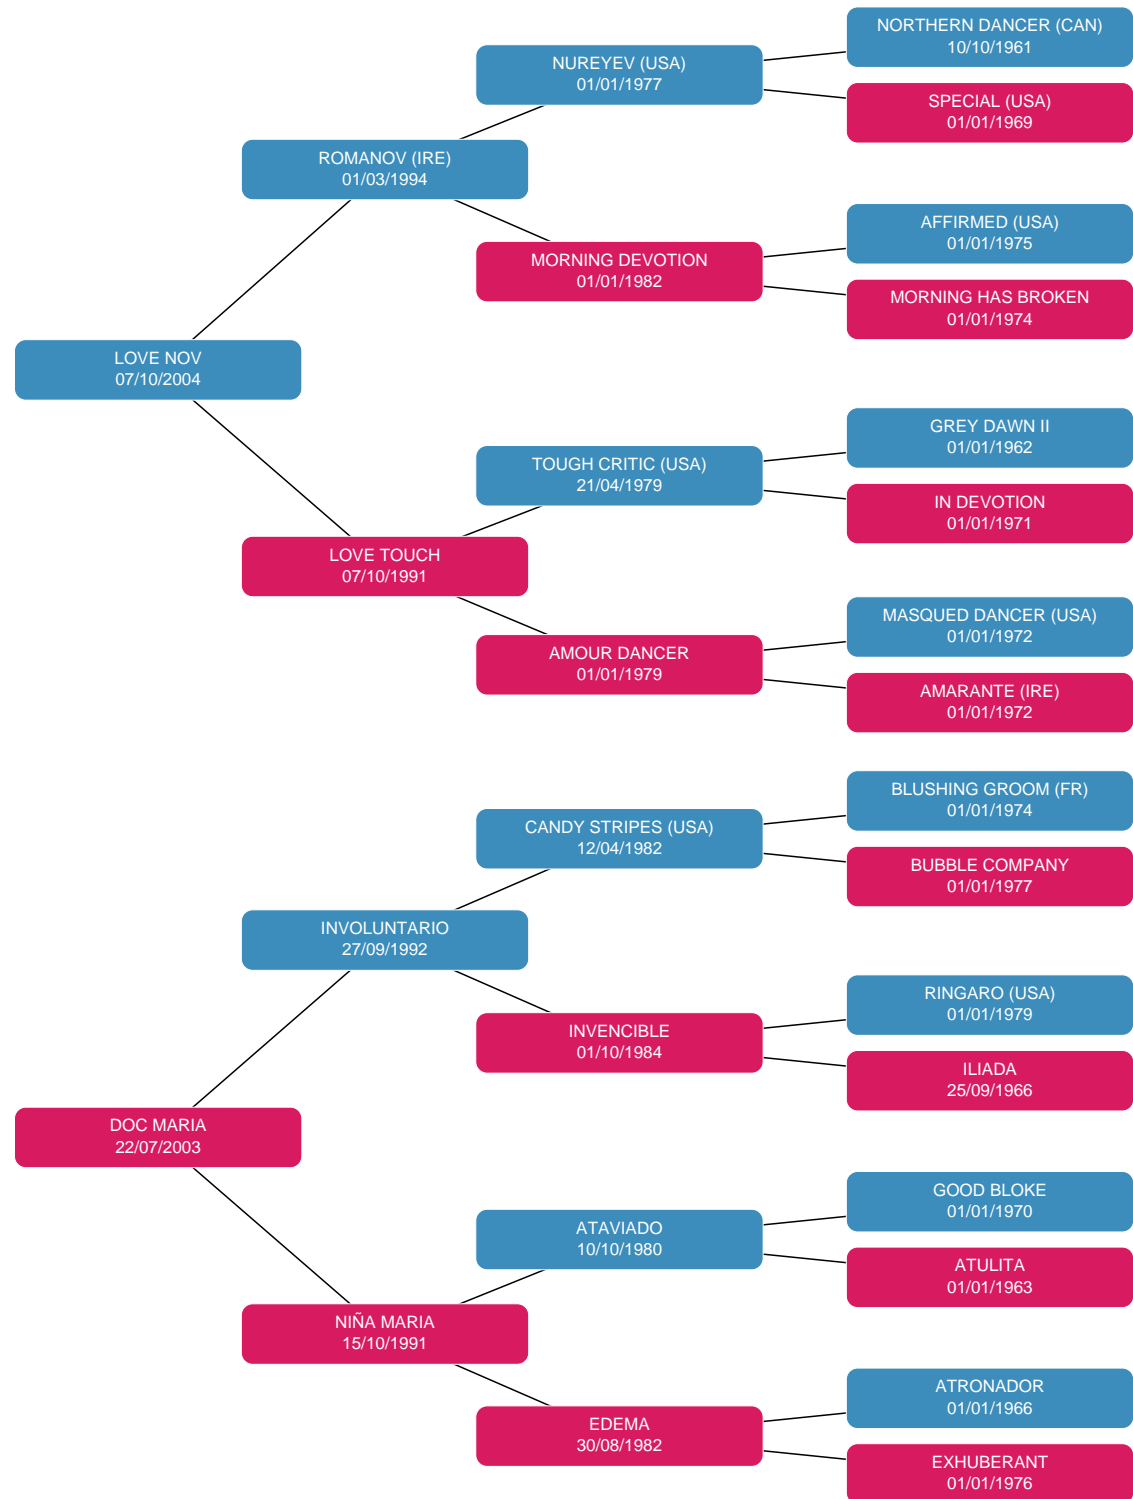 NORTHERN DANCER (CAN)
10/10/1961
NUREYEV (USA)
01/01/1977
SPECIAL (USA)
01/01/1969
ROMANOV (IRE)
01/03/1994
AFFIRMED (USA)
01/01/1975
MORNING DEVOTION
01/01/1982
MORNING HAS BROKEN
01/01/1974
LOVE NOV
07/10/2004
GREY DAWN II
01/01/1962
TOUGH CRITIC (USA)
21/04/1979
IN DEVOTION
01/01/1971
LOVE TOUCH
07/10/1991
MASQUED DANCER (USA)
01/01/1972
AMOUR DANCER
01/01/1979
AMARANTE (IRE)
01/01/1972
BLUSHING GROOM (FR)
01/01/1974
CANDY STRIPES (USA)
12/04/1982
BUBBLE COMPANY
01/01/1977
INVOLUNTARIO
27/09/1992
RINGARO (USA)
01/01/1979
INVENCIBLE
01/10/1984
ILIADA
25/09/1966
DOC MARIA
22/07/2003
GOOD BLOKE
01/01/1970
ATAVIADO
10/10/1980
ATULITA
01/01/1963
NIÑA MARIA
15/10/1991
ATRONADOR
01/01/1966
EDEMA
30/08/1982
EXHUBERANT
01/01/1976